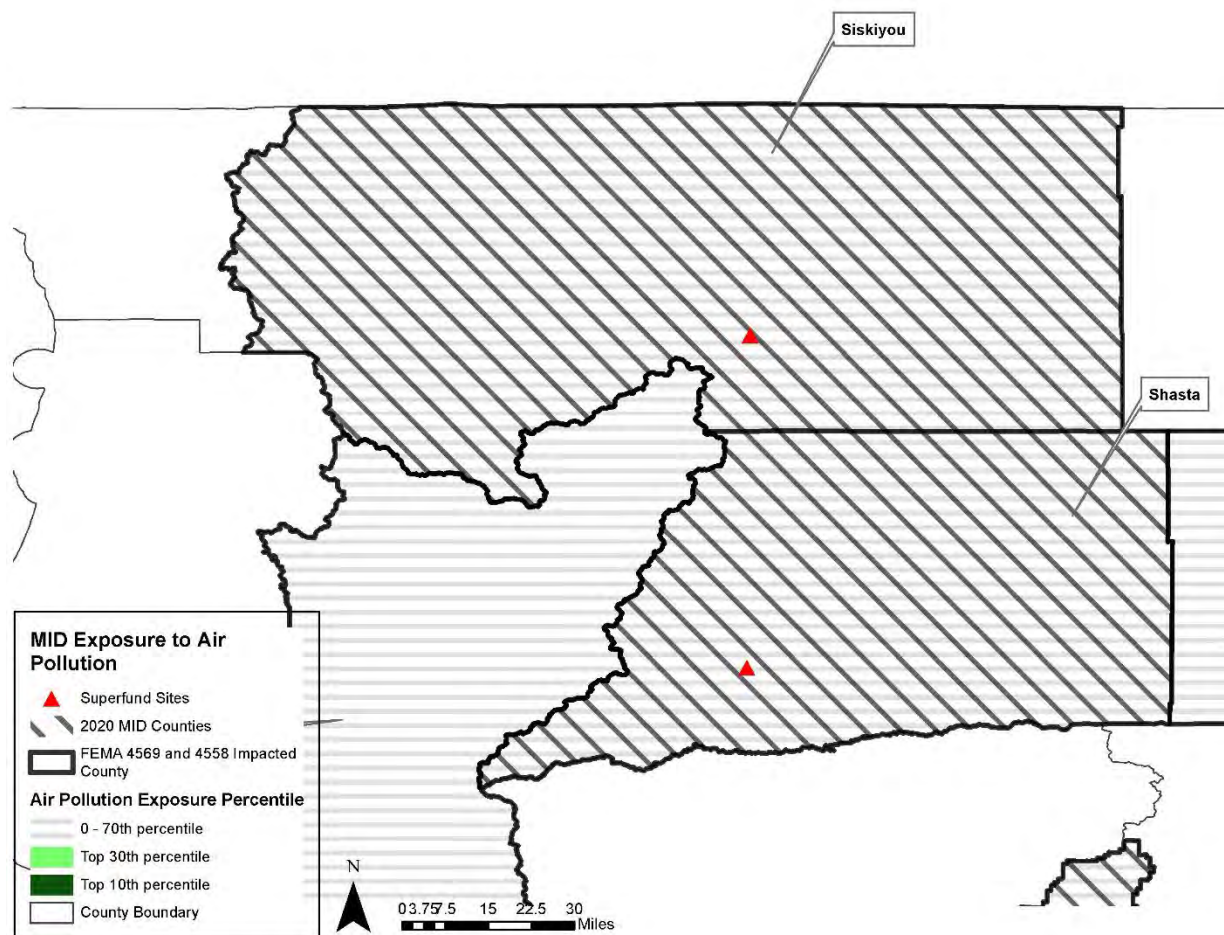 Siskiyou
Shasta
MID Exposure to Air
Pollution
Superfund Sites
2020 MID Counties
FEMA 4569 and 4558 Impacted
County
Air Pollution Exposure Percentile
0 - 70th percentile
Top 30th percentile
Top 10th percentile
County Boundary
N
0 3.75 7.5 15 22.5 30
Miles